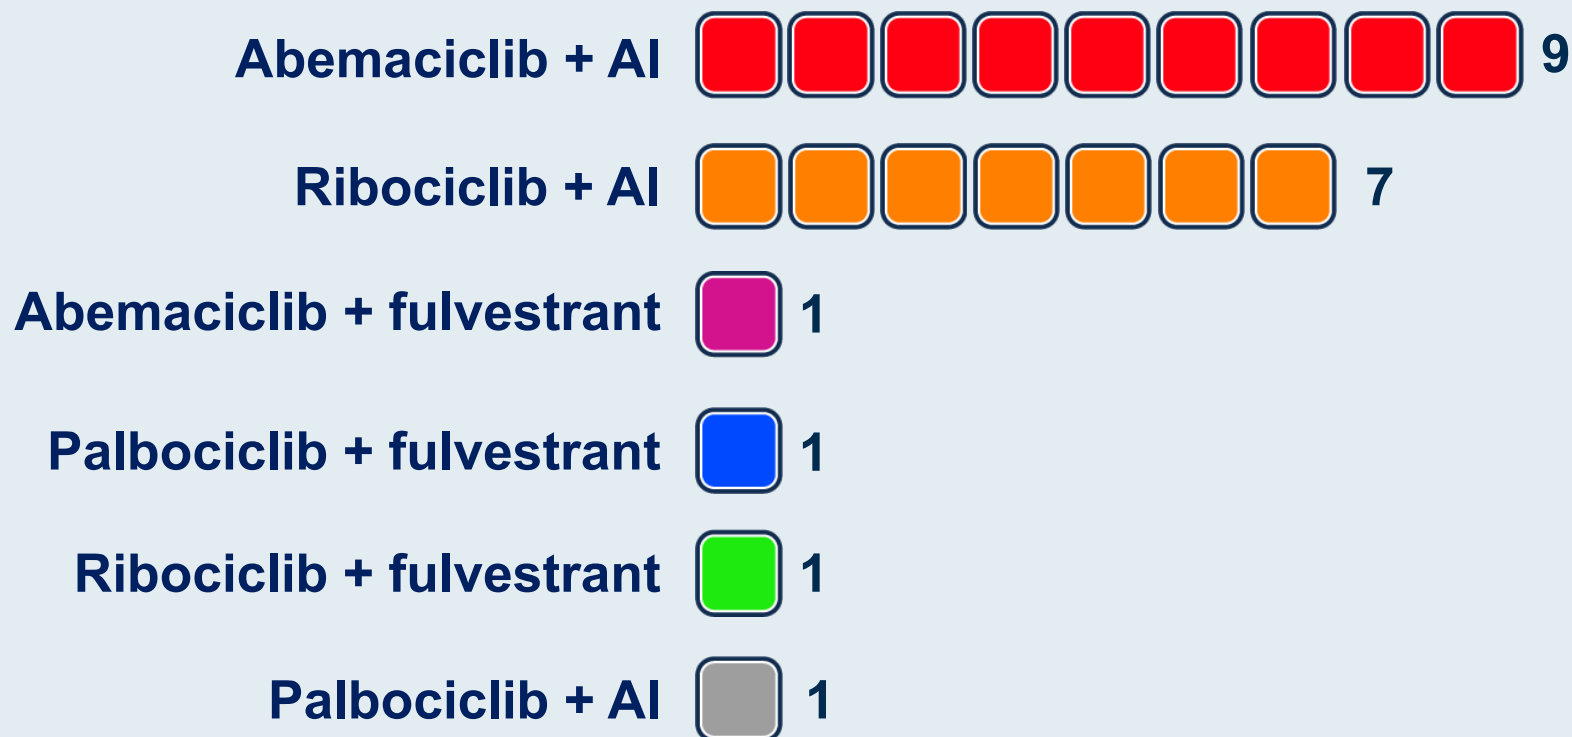 Abemaciclib + AI 9
Ribociclib + AI 7
Abemaciclib + fulvestrant 1
Palbociclib + fulvestrant 1
Ribociclib + fulvestrant 1
Palbociclib + AI 1